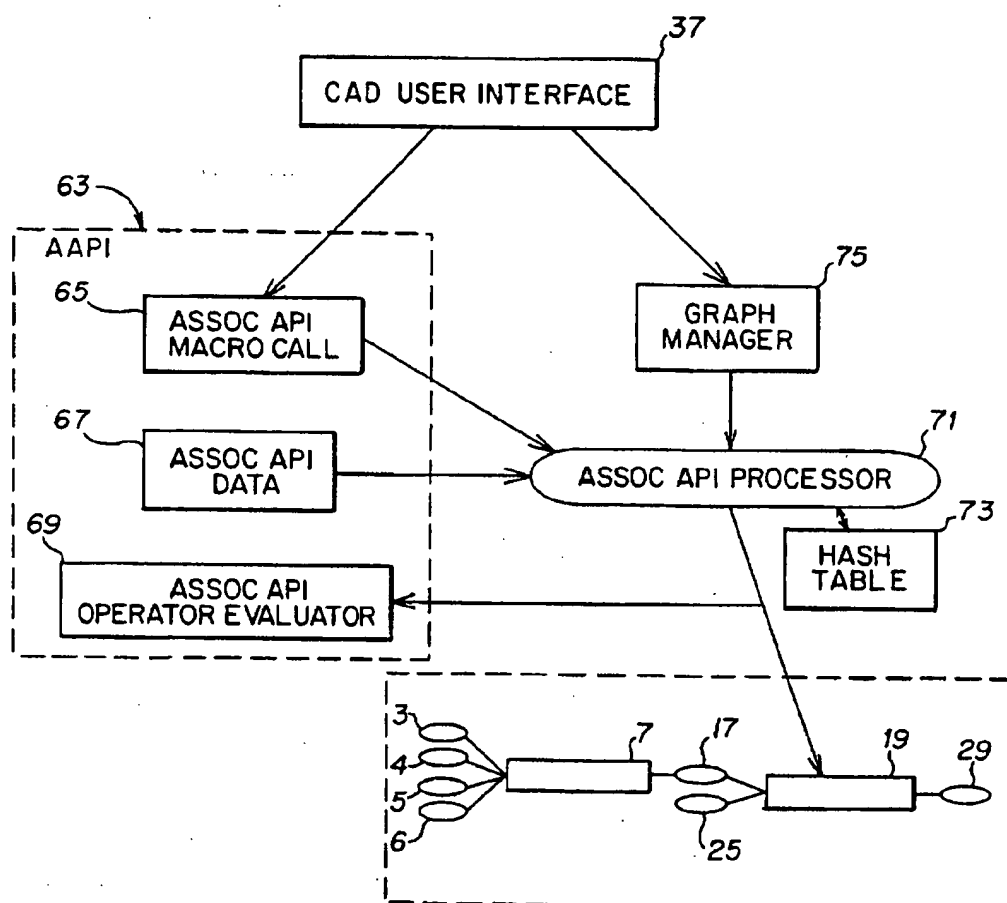 37
CAD USER INTERFACE
63
AAPI
65
ASSOC API
MACRO CALL
75
GRAPH
MANAGER
67
ASSOC API
DATA
71
ASSOC API PROCESSOR
73
HASH
TABLE
69
ASSOC API
OPERATOR EVALUATOR
3
4
5
6
7
17
25
19
29